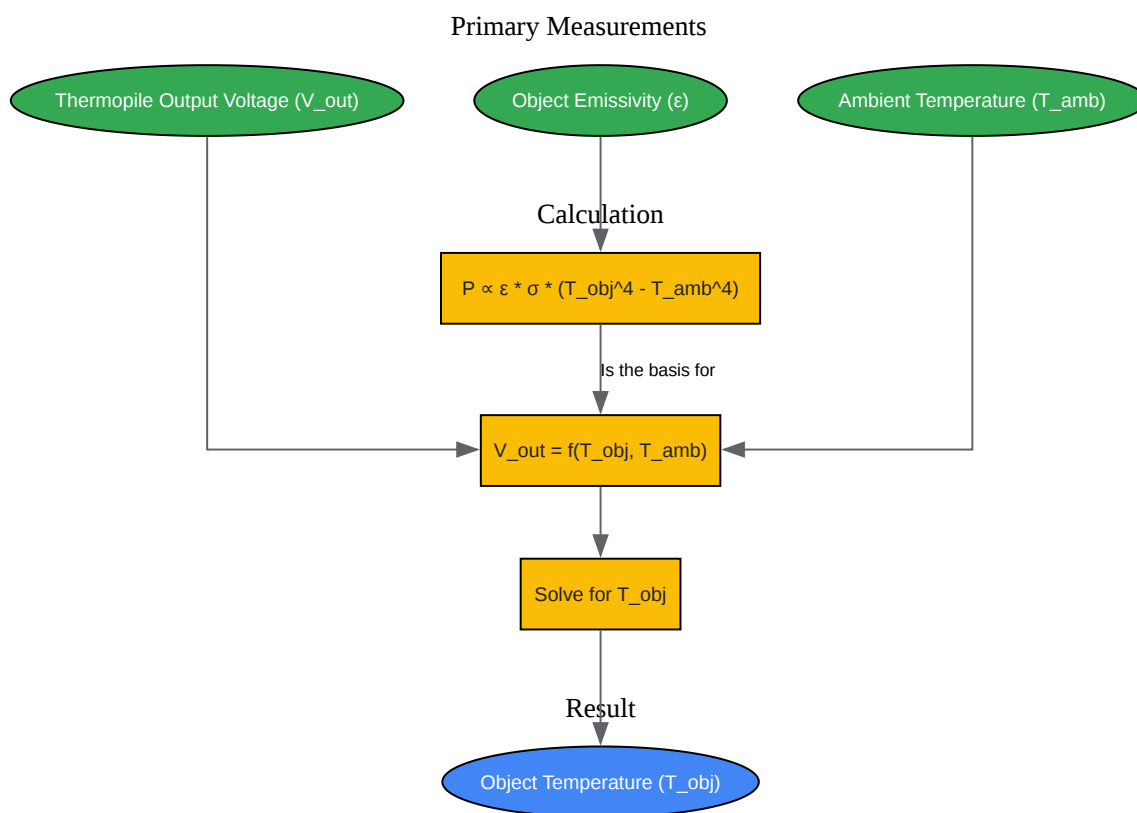 Primary Measurements
Thermopile Output Voltage (V_out)
Object Emissivity (ε)
Ambient Temperature (T_amb)
Calculation
P ∝ ε * σ * (T_obj^4 - T_amb^4)
Is the basis for
V_out = f(T_obj, T_amb)
Solve for T_obj
Result
Object Temperature (T_obj)